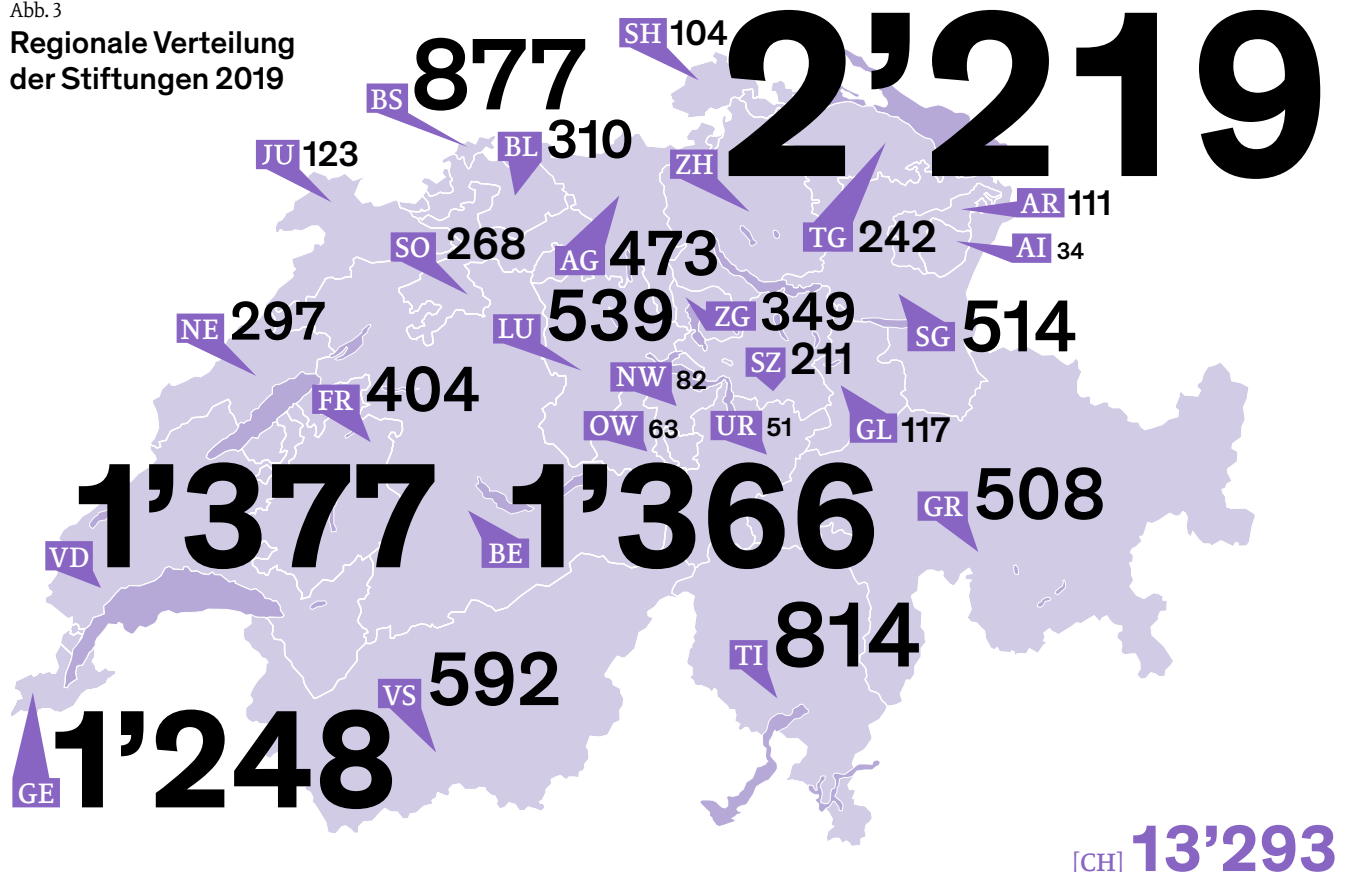 Abb. 3
Regionale Verteilung
der Stiftungen 2019
SH 104
ZH 2’219
BS 877
BL 310
JU 123
AR 111
TG 242
AI 34
SO 268
AG 473
NE 297
LU 539
ZG 349
SG 514
SZ 211
NW 82
FR 404
OW 63
UR 51
GL 117
VD 1’377
BE 1’366
GR 508
TI 814
VS 592
GE 1’248
[CH] 13’293